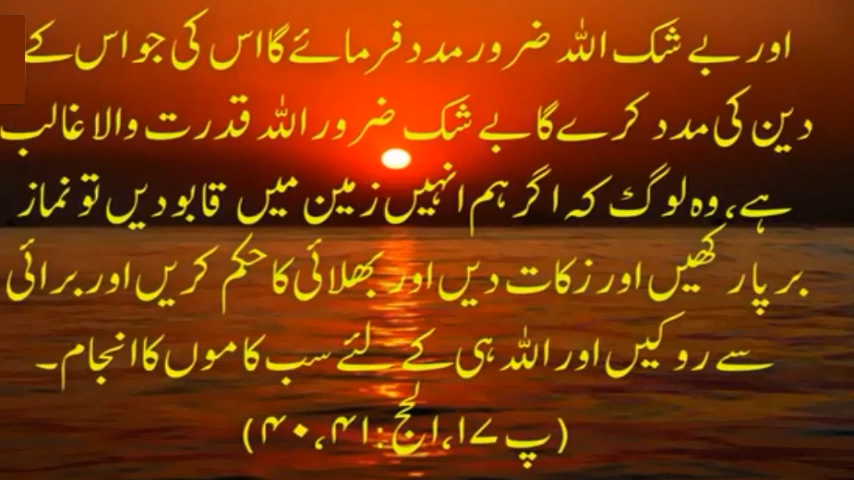 اور بے شک اللہ ضرور مدد فرمائے گا اس کی جو اس کے
دین کی مدد کرے گا بے شک ضرور اللہ قدرت والا غالب
ہے، وہ لوگ کہ اگر ہم انہیں زمین میں قابو دیں تو نماز
برپا رکھیں اور زکات دیں اور بھلائی کا حکم کریں اور برائی
سے روکیں اور اللہ ہی کے لئے سب کاموں کا انجام۔
(پ۱۷، الحج: ۴۰،۴۱)